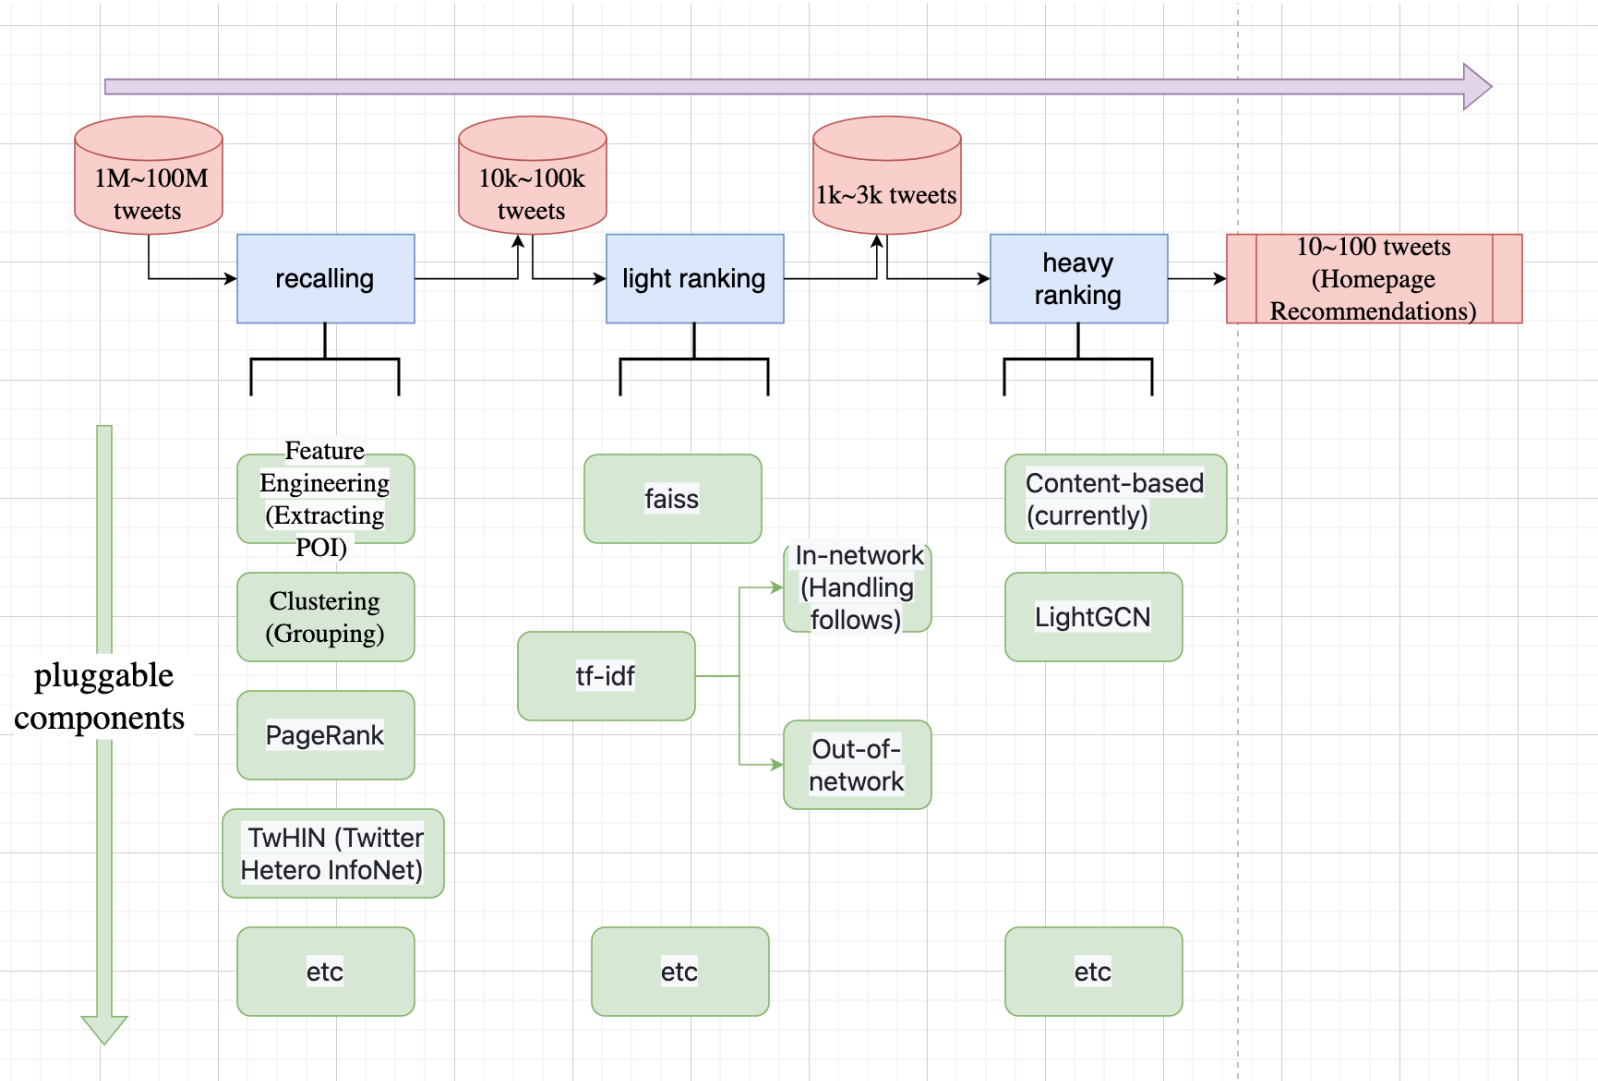 1M~100M
tweets
10k~100k
tweets
1k~3k tweets
recalling
light ranking
heavy
ranking
10~100 tweets
(Homepage
Recommendations)
pluggable
components
Feature
Engineering
(Extracting
POI)
Clustering
(Grouping)
PageRank
TwHIN (Twitter
Hetero InfoNet)
etc
faiss
tf-idf
In-network
(Handling
follows)
Out-of-
network
etc
Content-based
(currently)
LightGCN
etc